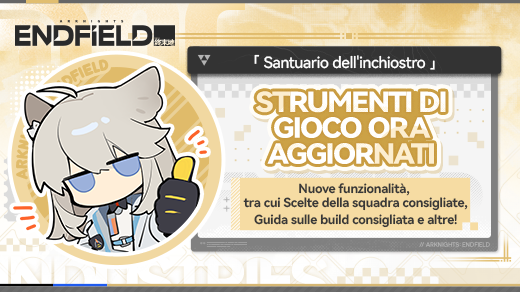 ARKNIGHTS
ENDFIELD
「 Santuario dell'inchiostro 」
STRUMENTI DI
GIOCO ORA
AGGIORNATI
Nuove funzionalità,
tra cui Scelte della squadra consigliate,
Guida sulle build consigliata e altre!
// ARKNIGHTS: ENDFIELD